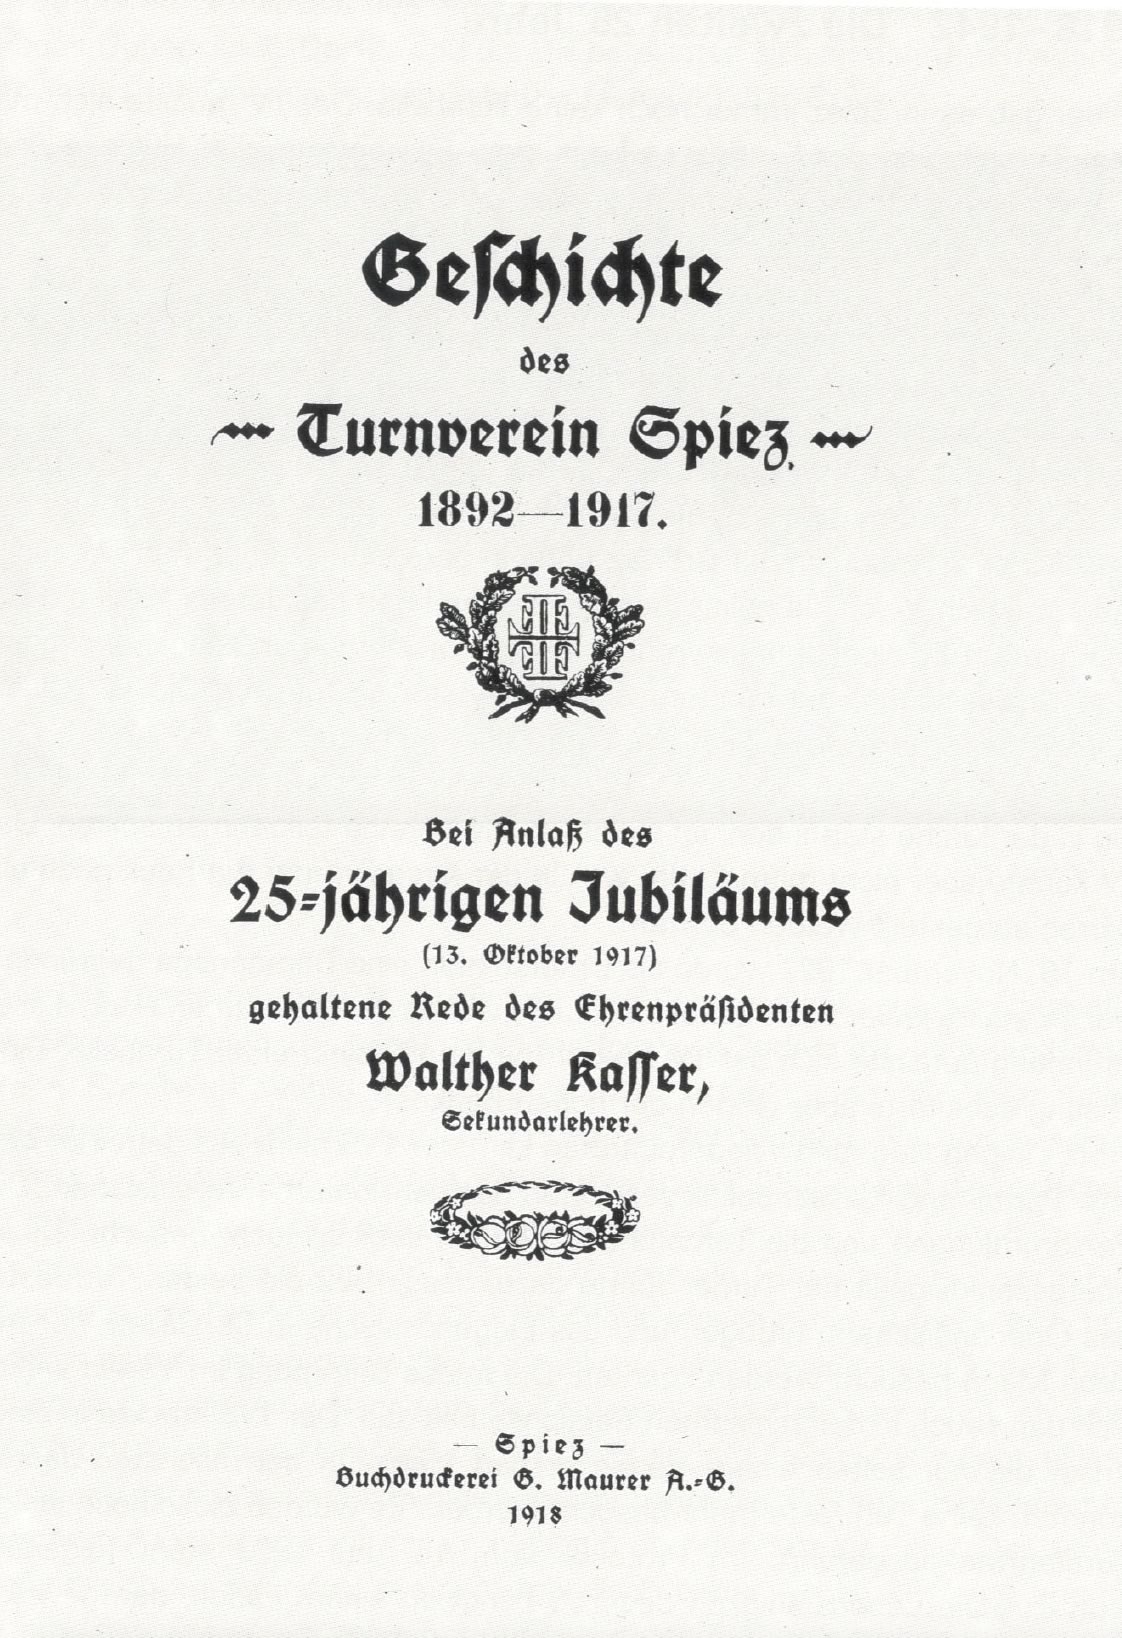 Geschichte
des
Turnverein Spiez.
1892—1917.
Bei Anlaß des
25-jährigen Jubiläums
(13. Oktober 1917)
gehaltene Rede des Ehrenpräsidenten
Walther Kasser,
Sekundarlehrer.
— Spiez —
Buchdruckerei G. Maurer A.-G.
1918